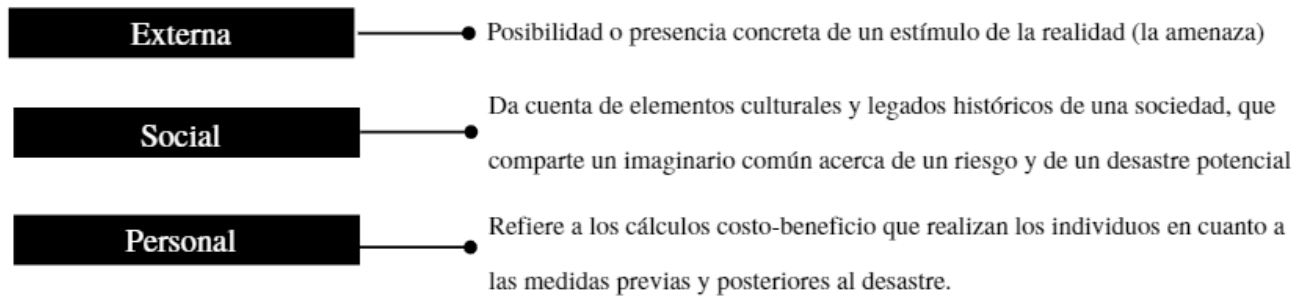 Externa
Posibilidad o presencia concreta de un estímulo de la realidad (la amenaza)
Social
Da cuenta de elementos culturales y legados históricos de una sociedad, que
comparte un imaginario común acerca de un riesgo y de un desastre potencial
Personal
Refiere a los cálculos costo-beneficio que realizan los individuos en cuanto a
las medidas previas y posteriores al desastre.